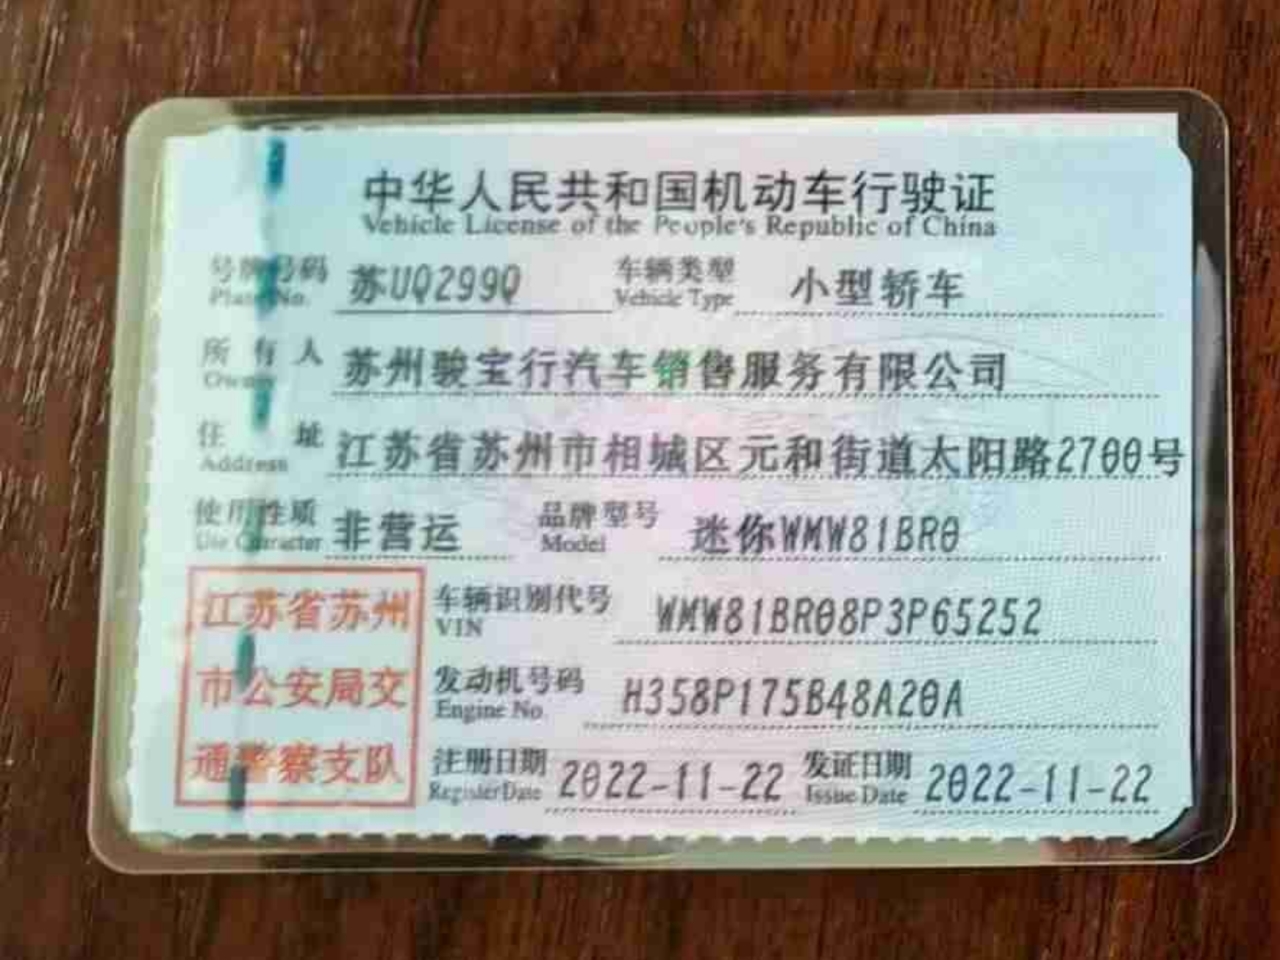 中华人民共和国机动车行驶证
Vehicle License of the People's Republic of China
号牌号码 苏UQ299Q 车辆类型 小型轿车
Plate No. Vehicle Type
所有人 苏州骏宝行汽车销售服务有限公司
Owner
住址 江苏省苏州市相城区元和街道太阳路2700号
Address
使用性质 非营运 品牌型号 迷你WMW81BR0
Use Character Model
江苏省苏州
市公安局交
通警察支队
车辆识别代号 WMW81BR08P3P65252
VIN
发动机号码 H358P175B48A20A
Engine No
注册日期 2022-11-22 发证日期 2022-11-22
Register Date Issue Date